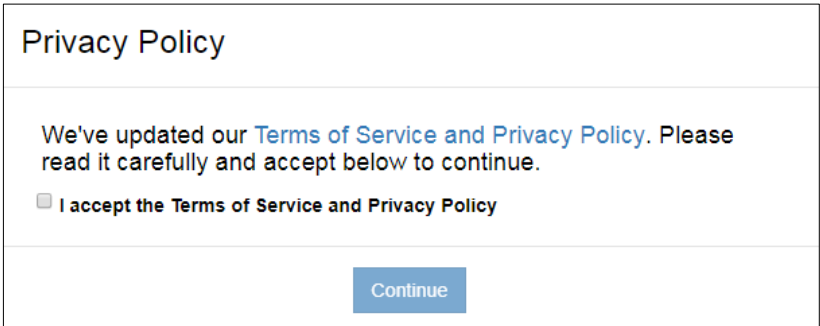 Privacy Policy
We've updated our Terms of Service and Privacy Policy. Please
read it carefully and accept below to continue.
I accept the Terms of Service and Privacy Policy
Continue